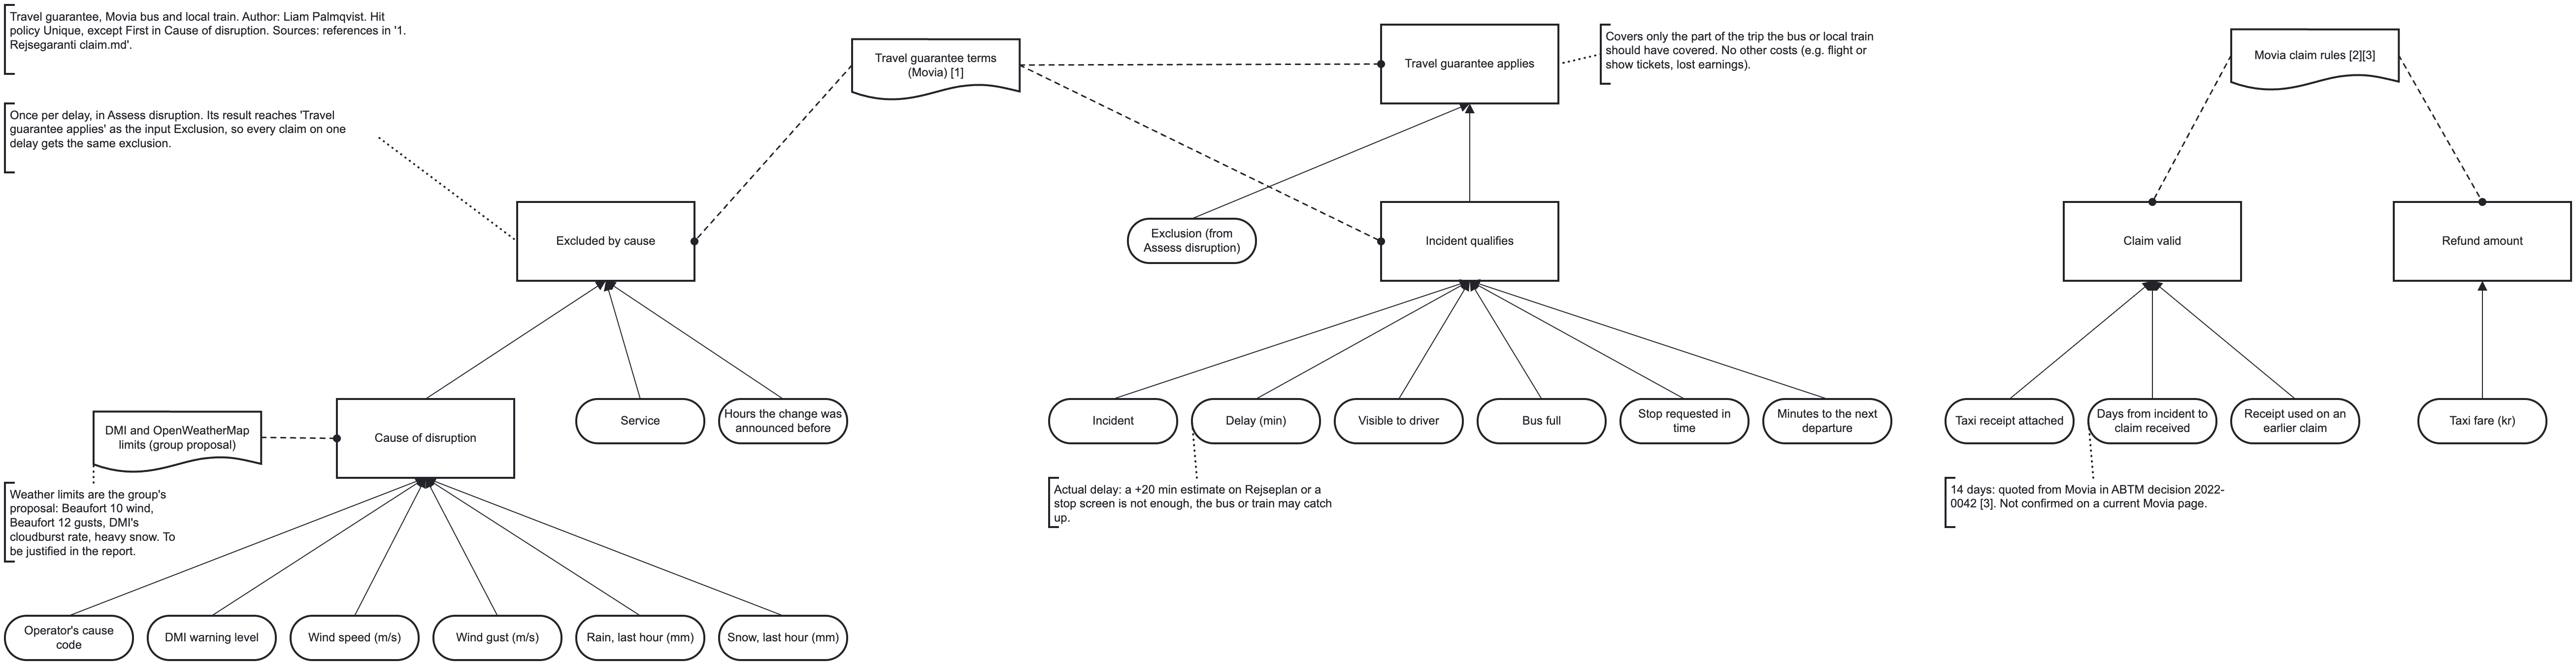 Travel guarantee, Movia bus and local train. Author: Liam Palmqvist. Hit
policy Unique, except First in Cause of disruption. Sources: references in '1.
Rejsegaranti claim.md'.
Travel guarantee terms
(Movia) [1]
Travel guarantee applies
Covers only the part of the trip the bus or local train
should have covered. No other costs (e.g. flight or
show tickets, lost earnings).
Movia claim rules [2][3]
Once per delay, in Assess disruption. Its result reaches 'Travel
guarantee applies' as the input Exclusion, so every claim on one
delay gets the same exclusion.
Excluded by cause
Exclusion (from
Assess disruption)
Incident qualifies
Claim valid
Refund amount
DMI and OpenWeatherMap
limits (group proposal)
Cause of disruption
Service
Hours the change was
announced before
Incident
Delay (min)
Visible to driver
Bus full
Stop requested in
time
Minutes to the next
departure
Taxi receipt attached
Days from incident to
claim received
Receipt used on an
earlier claim
Taxi fare (kr)
Weather limits are the group's
proposal: Beaufort 10 wind,
Beaufort 12 gusts, DMI's
cloudburst rate, heavy snow. To
be justified in the report.
Actual delay: a +20 min estimate on Rejseplan or a
stop screen is not enough, the bus or train may catch
up.
14 days: quoted from Movia in ABTM decision 2022-
0042 [3]. Not confirmed on a current Movia page.
Operator's cause
code
DMI warning level
Wind speed (m/s)
Wind gust (m/s)
Rain, last hour (mm)
Snow, last hour (mm)